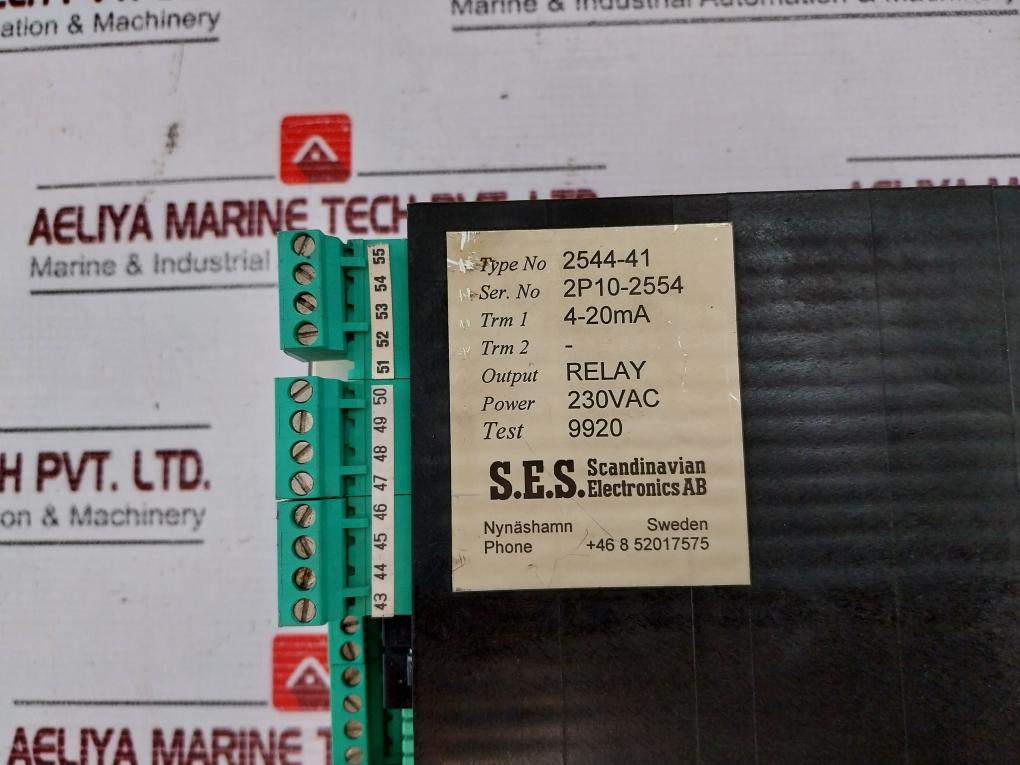 ation & Machinery
Marine & Industrial Automation & Machinery
AELIYA MARINE TECH PVT. LTD.
Marine & Industrial
AELIYA M
55
54
53
52
51
50
49
48
47
46
45
44
43
Type No 2544-41
Ser. No 2P10-2554
Trm 1 4-20mA
Trm 2 -
Output RELAY
Power 230VAC
Test 9920
S.E.S. Scandinavian
Electronics AB
Nynäshamn Sweden
Phone +46 8 52017575
H PVT. LTD.
on & Machinery
AELIYA MARINE T